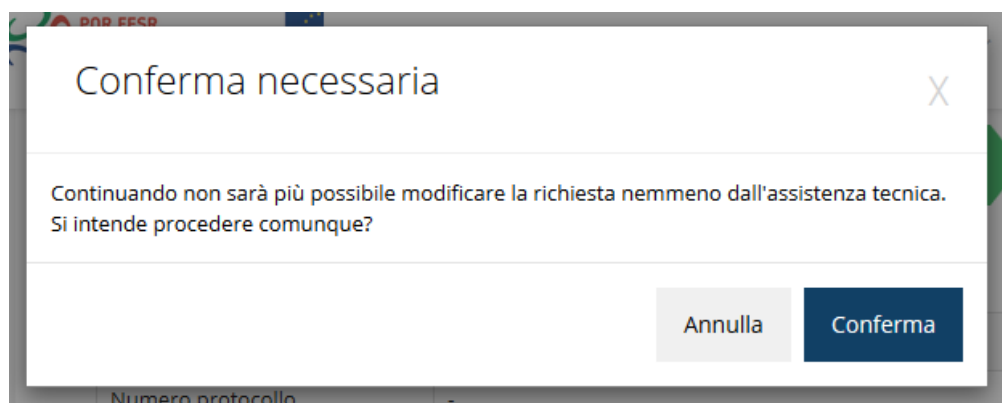 POR FESR
Conferma necessaria
X
Continuando non sarà più possibile modificare la richiesta nemmeno dall'assistenza tecnica.
Si intende procedere comunque?
Annulla
Conferma
Numero protocollo -